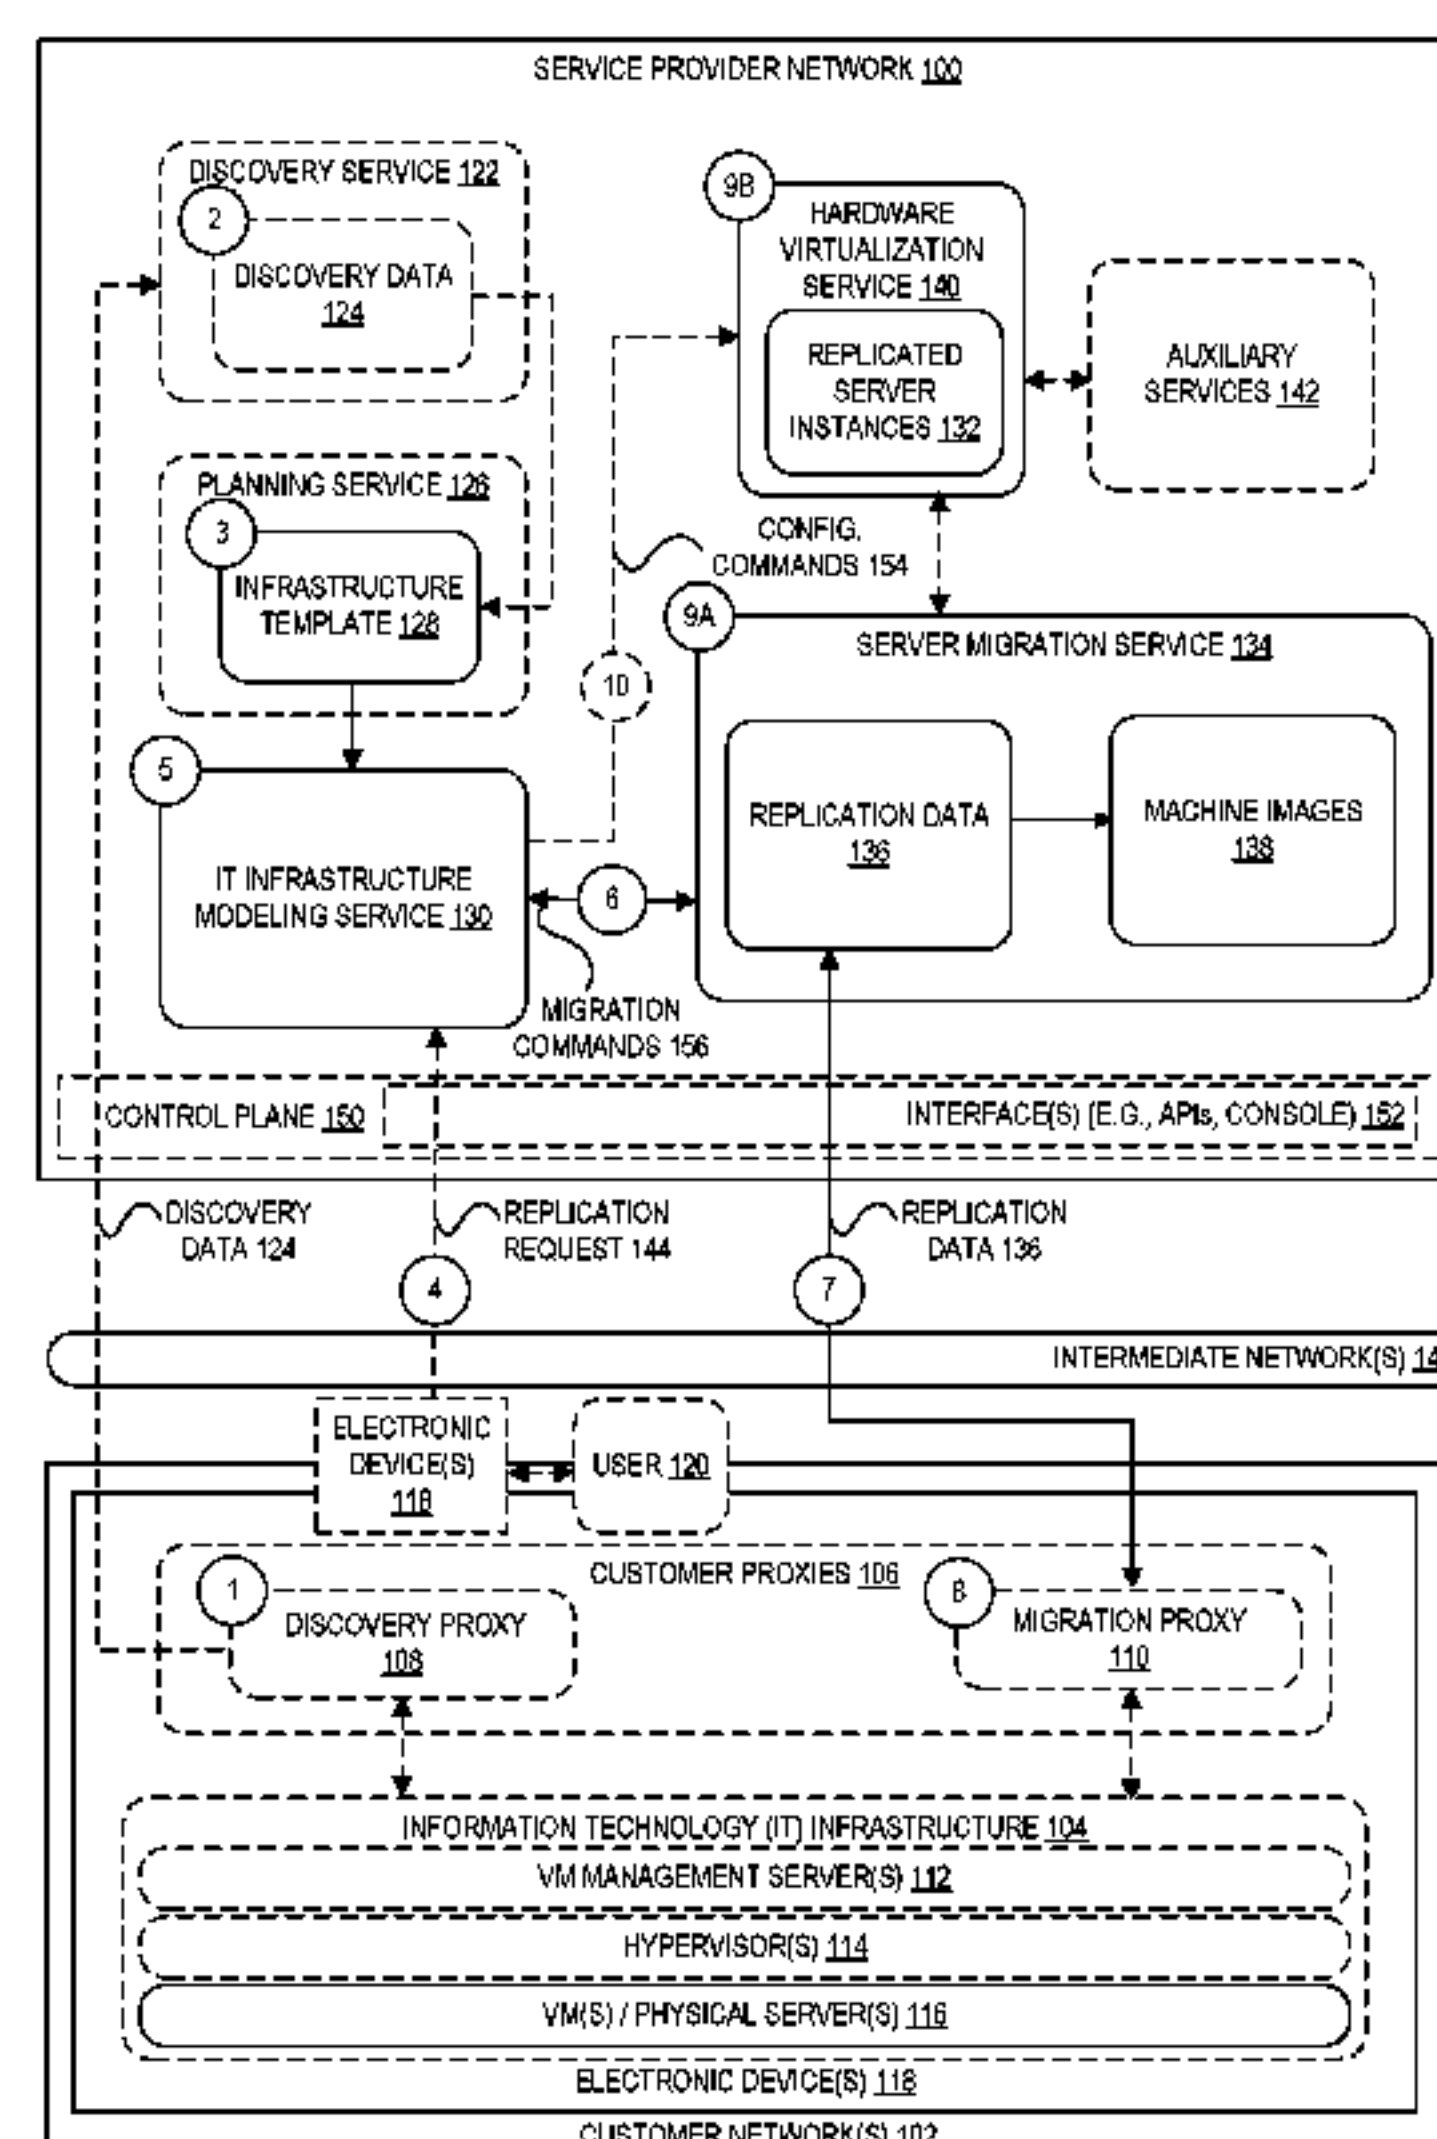 SERVICE PROVIDER NETWORK 100
DISCOVERY SERVICE 122
2
DISCOVERY DATA
124
9B
HARDWARE
VIRTUALIZATION
SERVICE 140
REPLICATED
SERVER
INSTANCES 132
AUXILIARY
SERVICES 142
PLANNING SERVICE 126
3
INFRASTRUCTURE
TEMPLATE 128
CONFIG.
COMMANDS 154
9A
SERVER MIGRATION SERVICE 134
10
5
IT INFRASTRUCTURE
MODELING SERVICE 130
6
REPLICATION DATA
136
MACHINE IMAGES
138
MIGRATION
COMMANDS 156
CONTROL PLANE 150
INTERFACE(S) (E.G., APIs, CONSOLE) 152
DISCOVERY
DATA 124
REPLICATION
REQUEST 144
REPLICATION
DATA 136
4
7
INTERMEDIATE NETWORK(S) 14
ELECTRONIC
DEVICE(S)
118
USER 120
CUSTOMER PROXIES 106
1
DISCOVERY PROXY
108
8
MIGRATION PROXY
110
INFORMATION TECHNOLOGY (IT) INFRASTRUCTURE 104
VM MANAGEMENT SERVER(S) 112
HYPERVISOR(S) 114
VM(S) / PHYSICAL SERVER(S) 116
ELECTRONIC DEVICE(S) 118
CUSTOMER NETWORK(S) 102